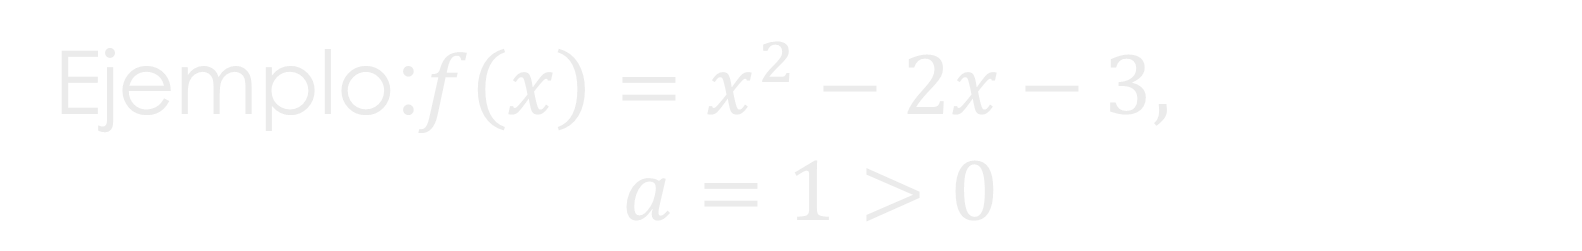 Ejemplo:f(x) = x² − 2x − 3,
a = 1 > 0